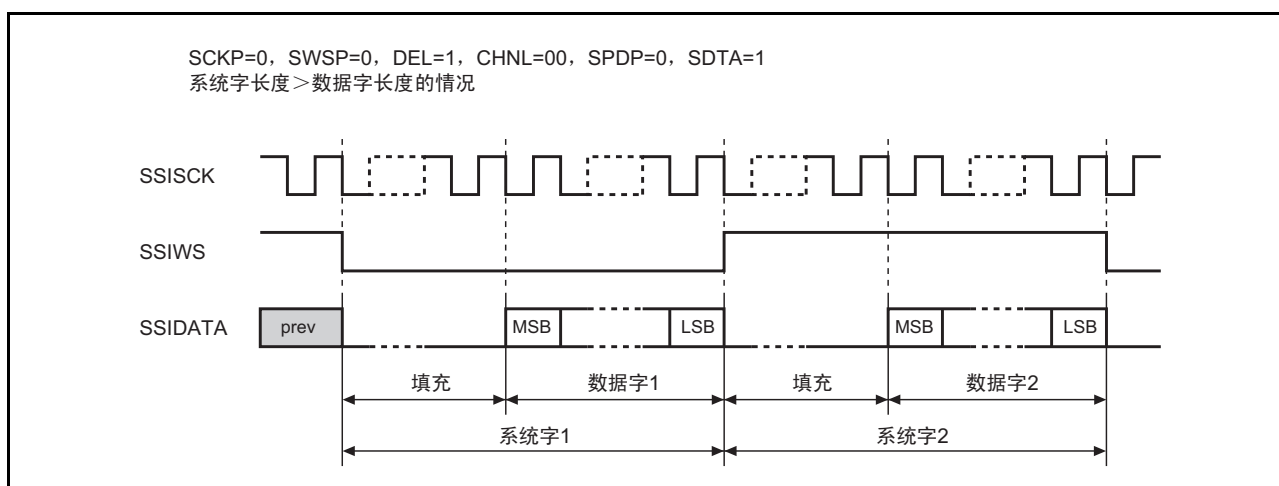 SCKP=0，SWSP=0，DEL=1，CHNL=00，SPDP=0，SDTA=1
系统字长度＞数据字长度的情况
SSISCK
SSIWS
SSIDATA prev MSB LSB MSB LSB
填充 数据字1 填充 数据字2
系统字1 系统字2